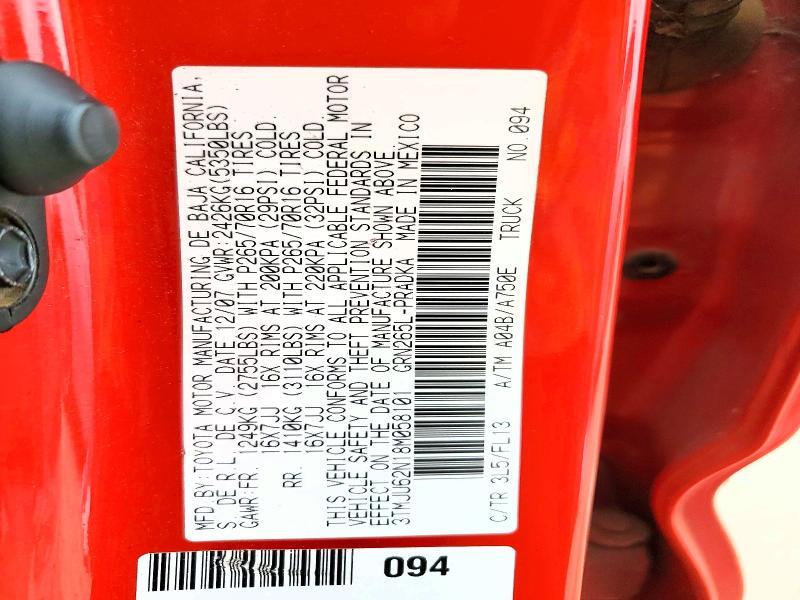 MFD.BY:TOYOTA MOTOR MANUFACTURING DE BAJA CALIFORNIA,
S. DE R.L. DE C.V. DATE 12/07 GVWR:2426KG(5350LBS)
GAWR:FR. 1249KG (2755LBS) WITH P265/70R16 TIRES
16X7JJ 16X RIMS AT 200KPA (29PSI) COLD.
RR. 1410KG (3110LBS) WITH P265/70R16 TIRES
16X7JJ 16X RIMS AT 220KPA (32PSI) COLD.
THIS VEHICLE CONFORMS TO ALL APPLICABLE FEDERAL MOTOR
VEHICLE SAFETY AND THEFT PREVENTION STANDARDS IN
EFFECT ON THE DATE OF MANUFACTURE SHOWN ABOVE.
3TMJU62N18M058101 GRN265L-PRADKA MADE IN MEXICO
C/TR 3L5/FL13 A/TM A04B/A750E TRUCK NO.094
094